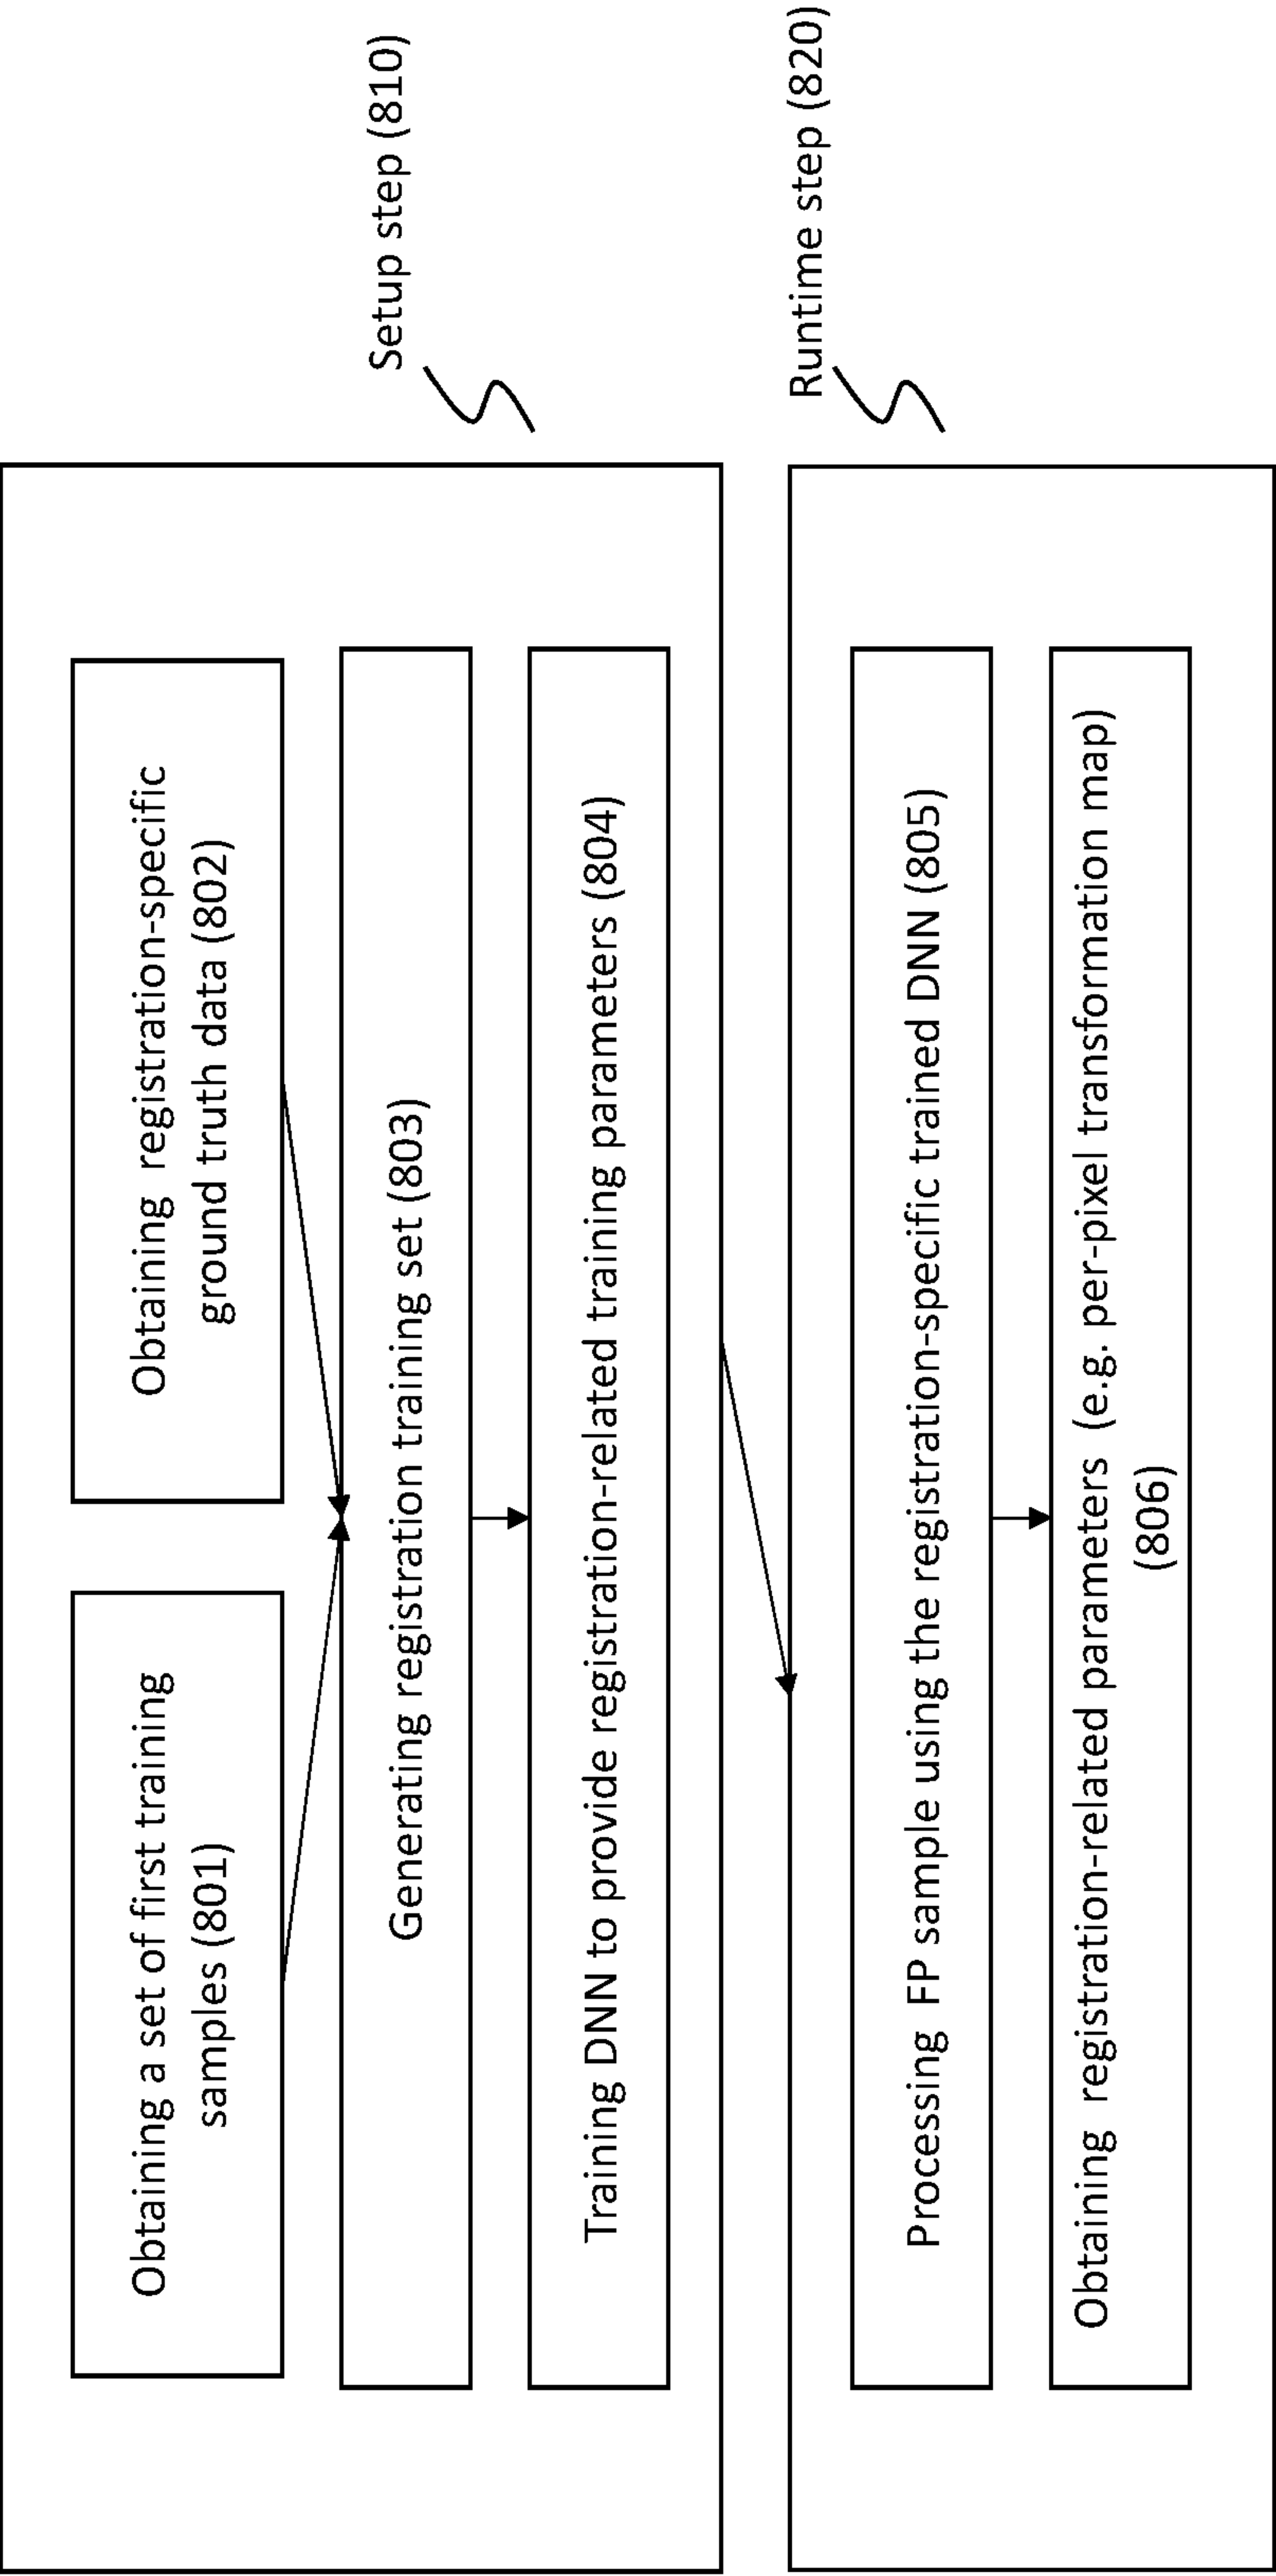 Obtaining a set of first training
samples (801)
Obtaining registration-specific
ground truth data (802)
Generating registration training set (803)
Training DNN to provide registration-related training parameters (804)
Setup step (810)
Processing FP sample using the registration-specific trained DNN (805)
Obtaining registration-related parameters (e.g. per-pixel transformation map)
(806)
Runtime step (820)